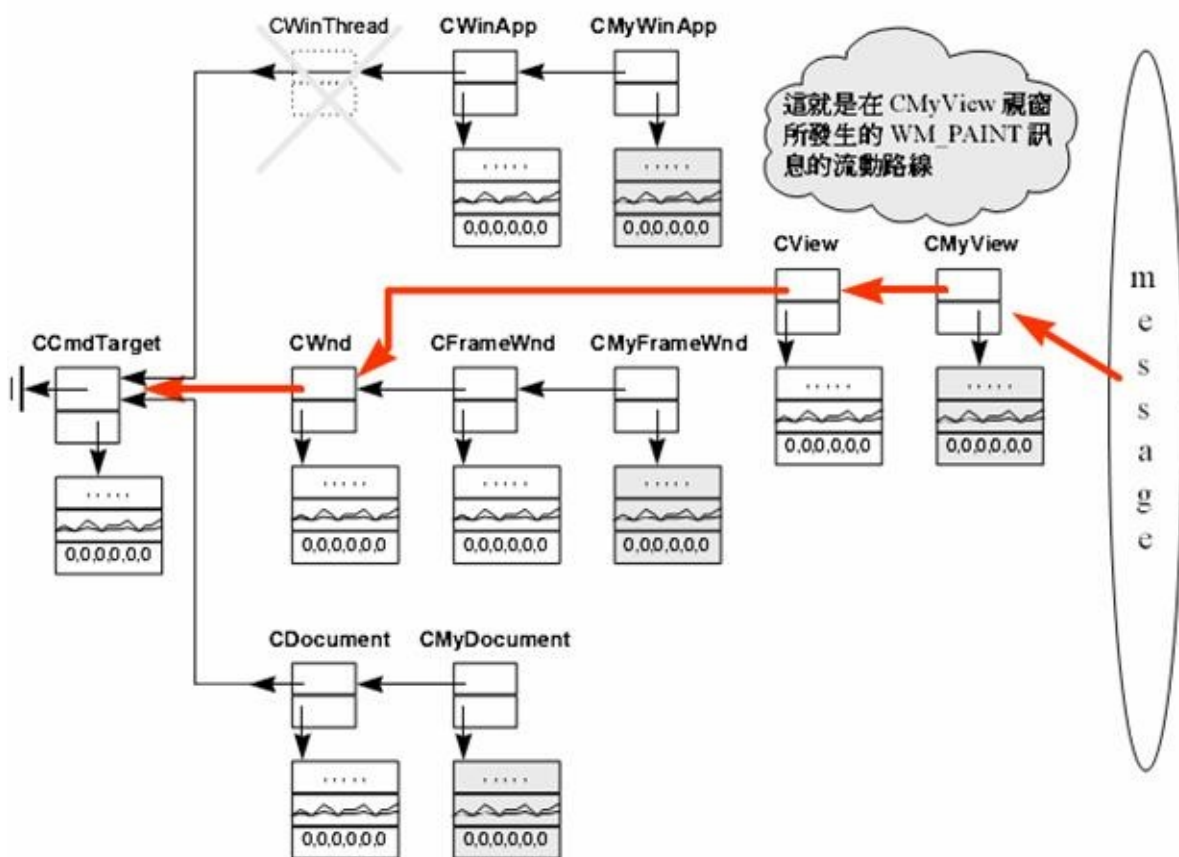 CWinThread
CWinApp
CMyWinApp
這就是在 CMyView 視窗
所發生的 WM_PAINT 訊
息的流動路線
0,0,0,0,0,0
0,0,0,0,0,0
CView
CMyView
message
CCmdTarget
CWnd
CFrameWnd
CMyFrameWnd
.....
.....
0,0,0,0,0,0
0,0,0,0,0,0
0,0,0,0,0,0
0,0,0,0,0,0
0,0,0,0,0,0
0,0,0,0,0,0
CDocument
CMyDocument
0,0,0,0,0,0
0,0,0,0,0,0